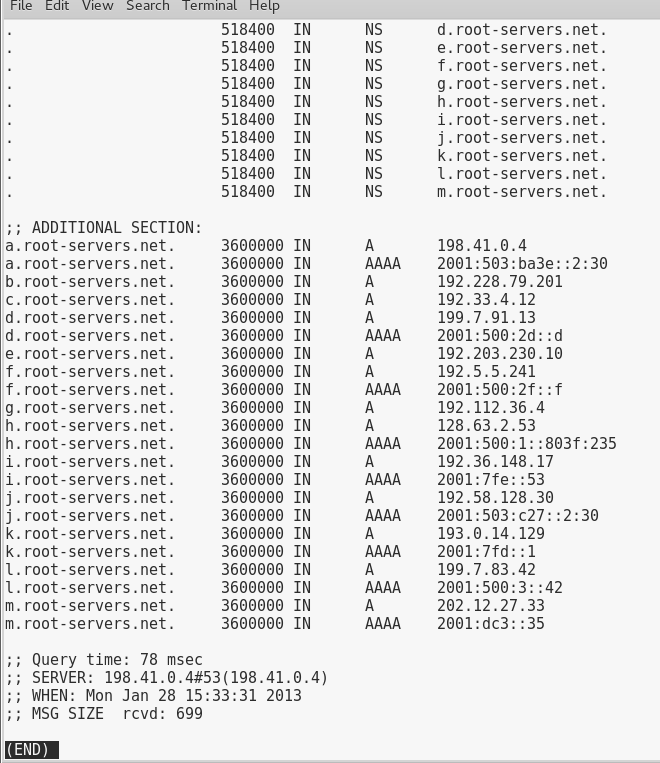 File Edit View Search Terminal Help
. 518400 IN NS d.root-servers.net.
. 518400 IN NS e.root-servers.net.
. 518400 IN NS f.root-servers.net.
. 518400 IN NS g.root-servers.net.
. 518400 IN NS h.root-servers.net.
. 518400 IN NS i.root-servers.net.
. 518400 IN NS j.root-servers.net.
. 518400 IN NS k.root-servers.net.
. 518400 IN NS l.root-servers.net.
. 518400 IN NS m.root-servers.net.
;; ADDITIONAL SECTION:
a.root-servers.net. 3600000 IN A 198.41.0.4
a.root-servers.net. 3600000 IN AAAA 2001:503:ba3e::2:30
b.root-servers.net. 3600000 IN A 192.228.79.201
c.root-servers.net. 3600000 IN A 192.33.4.12
d.root-servers.net. 3600000 IN A 199.7.91.13
d.root-servers.net. 3600000 IN AAAA 2001:500:2d::d
e.root-servers.net. 3600000 IN A 192.203.230.10
f.root-servers.net. 3600000 IN A 192.5.5.241
f.root-servers.net. 3600000 IN AAAA 2001:500:2f::f
g.root-servers.net. 3600000 IN A 192.112.36.4
h.root-servers.net. 3600000 IN A 128.63.2.53
h.root-servers.net. 3600000 IN AAAA 2001:500:1::803f:235
i.root-servers.net. 3600000 IN A 192.36.148.17
i.root-servers.net. 3600000 IN AAAA 2001:7fe::53
j.root-servers.net. 3600000 IN A 192.58.128.30
j.root-servers.net. 3600000 IN AAAA 2001:503:c27::2:30
k.root-servers.net. 3600000 IN A 193.0.14.129
k.root-servers.net. 3600000 IN AAAA 2001:7fd::1
l.root-servers.net. 3600000 IN A 199.7.83.42
l.root-servers.net. 3600000 IN AAAA 2001:500:3::42
m.root-servers.net. 3600000 IN A 202.12.27.33
m.root-servers.net. 3600000 IN AAAA 2001:dc3::35
;; Query time: 78 msec
;; SERVER: 198.41.0.4#53(198.41.0.4)
;; WHEN: Mon Jan 28 15:33:31 2013
;; MSG SIZE rcvd: 699
(END)